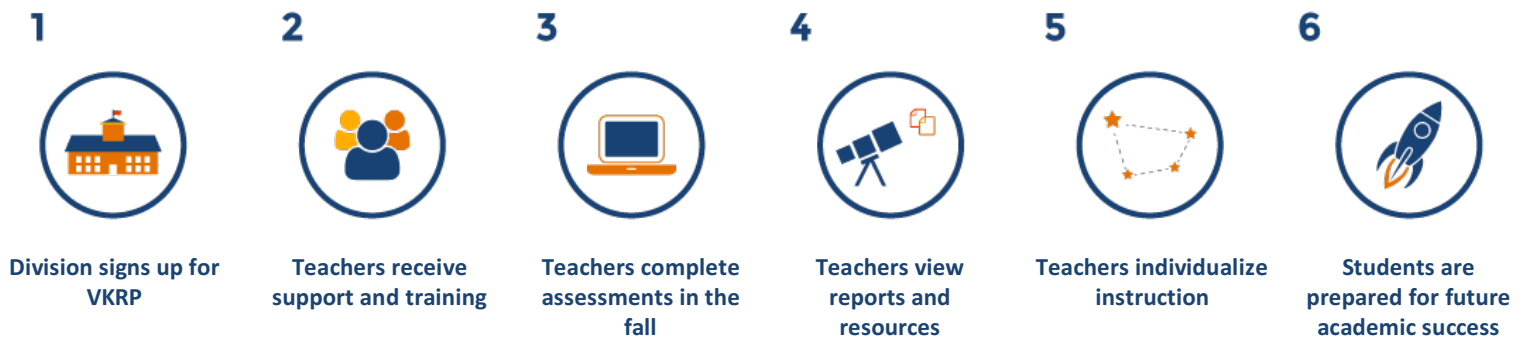 1
2
3
4
5
6
Division signs up for
VKRP
Teachers receive
support and training
Teachers complete
assessments in the
fall
Teachers view
reports and
resources
Teachers individualize
instruction
Students are
prepared for future
academic success